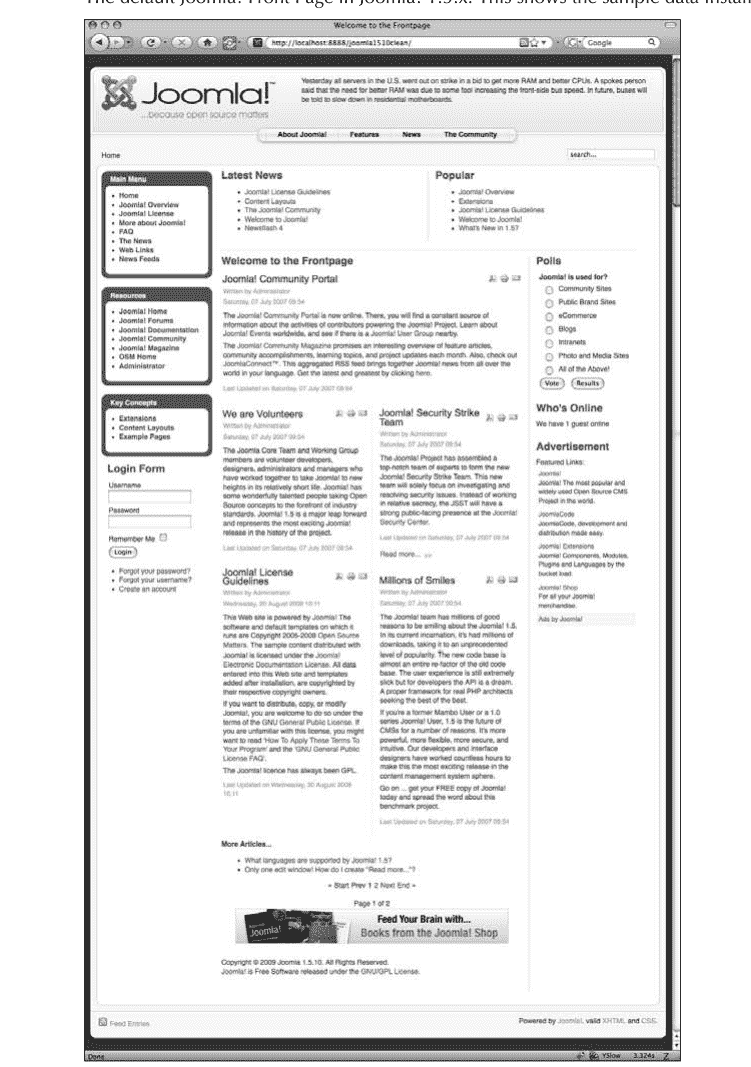 The default Joomla! Front Page in Joomla! 1.5.x. This shows the sample data instal
Welcome to the Frontpage
http://localhost:8888/joomla1510clean/
Google
Joomla!™
...because open source matters
Yesterday all servers in the U.S. went out on strike in a bid to get more RAM and better CPUs. A spokes person
said that the need for better RAM was due to some fool increasing the front-side bus speed. In future, buses will
be told to slow down in residential motherboards.
About Joomla!
Features
News
The Community
Home
search...
Main Menu
Home
Joomla! Overview
Joomla! License
More about Joomla!
FAQ
The News
Web Links
News Feeds
Resources
Joomla! Home
Joomla! Forums
Joomla! Documentation
Joomla! Community
Joomla! Magazine
OSM Home
Administrator
Key Concepts
Extensions
Content Layouts
Example Pages
Login Form
Username
Password
Remember Me
Login
Forgot your password?
Forgot your username?
Create an account
Latest News
Joomla! License Guidelines
Content Layouts
The Joomla! Community
Welcome to Joomla!
Newsflash 4
Popular
Joomla! Overview
Extensions
Joomla! License Guidelines
Welcome to Joomla!
What's New in 1.5?
Welcome to the Frontpage
Joomla! Community Portal
Written by Administrator
Saturday, 07 July 2007 09:54
The Joomla! Community Portal is now online. There, you will find a constant source of
information about the activities of contributors powering the Joomla! Project. Learn about
Joomla! Events worldwide, and see if there is a Joomla! User Group nearby.
The Joomla! Community Magazine promises an interesting overview of feature articles,
community accomplishments, learning topics, and project updates each month. Also, check out
JoomlaConnect™. This aggregated RSS feed brings together Joomla! news from all over the
world in your language. Get the latest and greatest by clicking here.
Last Updated on Saturday, 07 July 2007 09:54
We are Volunteers
Written by Administrator
Saturday, 07 July 2007 09:54
The Joomla Core Team and Working Group
members are volunteer developers,
designers, administrators and managers who
have worked together to take Joomla! to new
heights in its relatively short life. Joomla! has
some wonderfully talented people taking Open
Source concepts to the forefront of industry
standards. Joomla! 1.5 is a major leap forward
and represents the most exciting Joomla!
release in the history of the project.
Last Updated on Saturday, 07 July 2007 09:54
Joomla! Security Strike
Team
Written by Administrator
Saturday, 07 July 2007 09:54
The Joomla! Project has assembled a
top-notch team of experts to form the new
Joomla! Security Strike Team. This new
team will solely focus on investigating and
resolving security issues. Instead of working
in relative secrecy, the JSST will have a
strong public-facing presence at the Joomla!
Security Center.
Last Updated on Saturday, 07 July 2007 09:54
Read more... >>
Joomla! License
Guidelines
Written by Administrator
Wednesday, 20 August 2008 10:11
This Web site is powered by Joomla! The
software and default templates on which it
runs are Copyright 2005-2008 Open Source
Matters. The sample content distributed with
Joomla! is licensed under the Joomla!
Electronic Documentation License. All data
entered into this Web site and templates
added after installation, are copyrighted by
their respective copyright owners.
If you want to distribute, copy, or modify
Joomla!, you are welcome to do so under the
terms of the GNU General Public License. If
you are unfamiliar with this license, you might
want to read 'How To Apply These Terms To
Your Program' and the 'GNU General Public
License FAQ'.
The Joomla! licence has always been GPL.
Last Updated on Wednesday, 20 August 2008
10:11
Millions of Smiles
Written by Administrator
Saturday, 07 July 2007 09:54
The Joomla! team has millions of good
reasons to be smiling about the Joomla! 1.5.
In its current incarnation, it's had millions of
downloads, taking it to an unprecedented
level of popularity. The new code base is
almost an entire re-factor of the old code
base. The user experience is still extremely
slick but for developers the API is a dream.
A proper framework for real PHP architects
seeking the best of the best.
If you're a former Mambo User or a 1.0
series Joomla! User, 1.5 is the future of
CMSs for a number of reasons. It's more
powerful, more flexible, more secure, and
intuitive. Our developers and interface
designers have worked countless hours to
make this the most exciting release in the
content management system sphere.
Go on ... get your FREE copy of Joomla!
today and spread the word about this
benchmark project.
Last Updated on Saturday, 07 July 2007 09:54
More Articles...
What languages are supported by Joomla! 1.5?
Only one edit window! How do I create "Read more..."?
« Start Prev 1 2 Next End »
Page 1 of 2
Joomla!
Feed Your Brain with...
Books from the Joomla! Shop
Copyright © 2009 Joomla 1.5.10. All Rights Reserved.
Joomla! is Free Software released under the GNU/GPL License.
Polls
Joomla! is used for?
Community Sites
Public Brand Sites
eCommerce
Blogs
Intranets
Photo and Media Sites
All of the Above!
Vote
Results
Who's Online
We have 1 guest online
Advertisement
Featured Links:
Joomla!
Joomla! The most popular and
widely used Open Source CMS
Project in the world.
JoomlaCode
JoomlaCode, development and
distribution made easy.
Joomla! Extensions
Joomla! Components, Modules,
Plugins and Languages by the
bucket load.
Joomla! Shop
For all your Joomla!
merchandise.
Ads by Joomla!
Feed Entries
Powered by Joomla!, valid XHTML and CSS.
Done
YSlow
3.324s